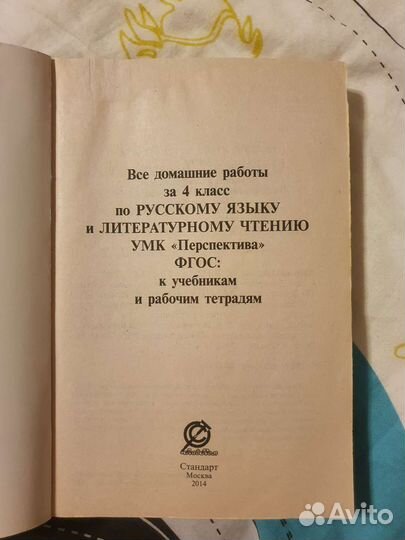 Все домашние работы
за 4 класс
по РУССКОМУ ЯЗЫКУ
и ЛИТЕРАТУРНОМУ ЧТЕНИЮ
УМК «Перспектива»
ФГОС:
к учебникам
и рабочим тетрадям
Стандарт
Москва
2014
Avito